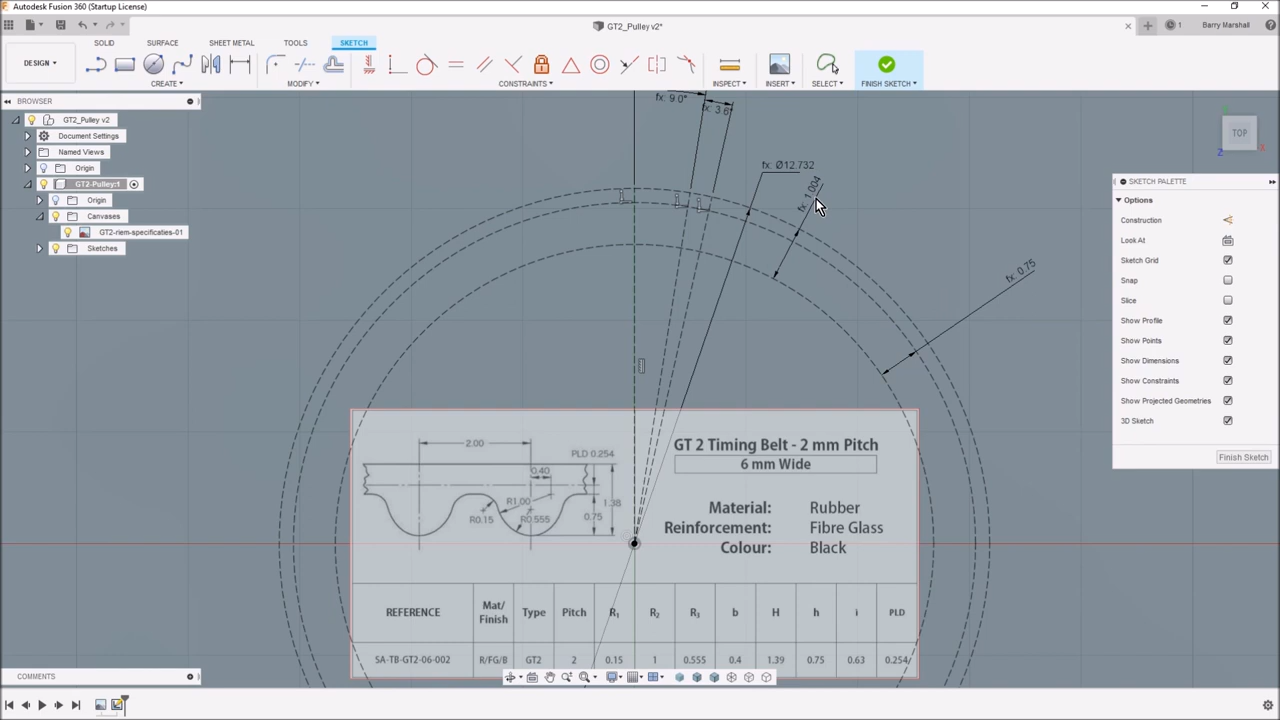 Autodesk Fusion 360 (Startup License)
GT2_Pulley v2*
1
Barry Marshall
DESIGN
SOLID
SURFACE
SHEET METAL
TOOLS
SKETCH
CREATE
MODIFY
CONSTRAINTS
INSPECT
INSERT
SELECT
FINISH SKETCH
BROWSER
GT2_Pulley v2
Document Settings
Named Views
Origin
GT2-Pulley:1
Origin
Canvases
GT2-riem-specificaties-01
Sketches
fx: 9.0°
fx: 3.6°
fx: Ø12.732
fx: 1.004
fx: 0.75
TOP
X
Z
SKETCH PALETTE
Options
Construction
Look At
Sketch Grid
Snap
Slice
Show Profile
Show Points
Show Dimensions
Show Constraints
Show Projected Geometries
3D Sketch
Finish Sketch
2.00
PLD 0.254
0.40
R1.00
1.38
R0.15
R0.555
0.75
GT 2 Timing Belt - 2 mm Pitch
6 mm Wide
Material: Rubber
Reinforcement: Fibre Glass
Colour: Black
REFERENCE Mat/ Finish Type Pitch R₁ R₂ R₃ b H h i PLD
SA-TB-GT2-06-002 R/FG/B GT2 2 0.15 1 0.555 0.4 1.39 0.75 0.63 0.254
COMMENTS